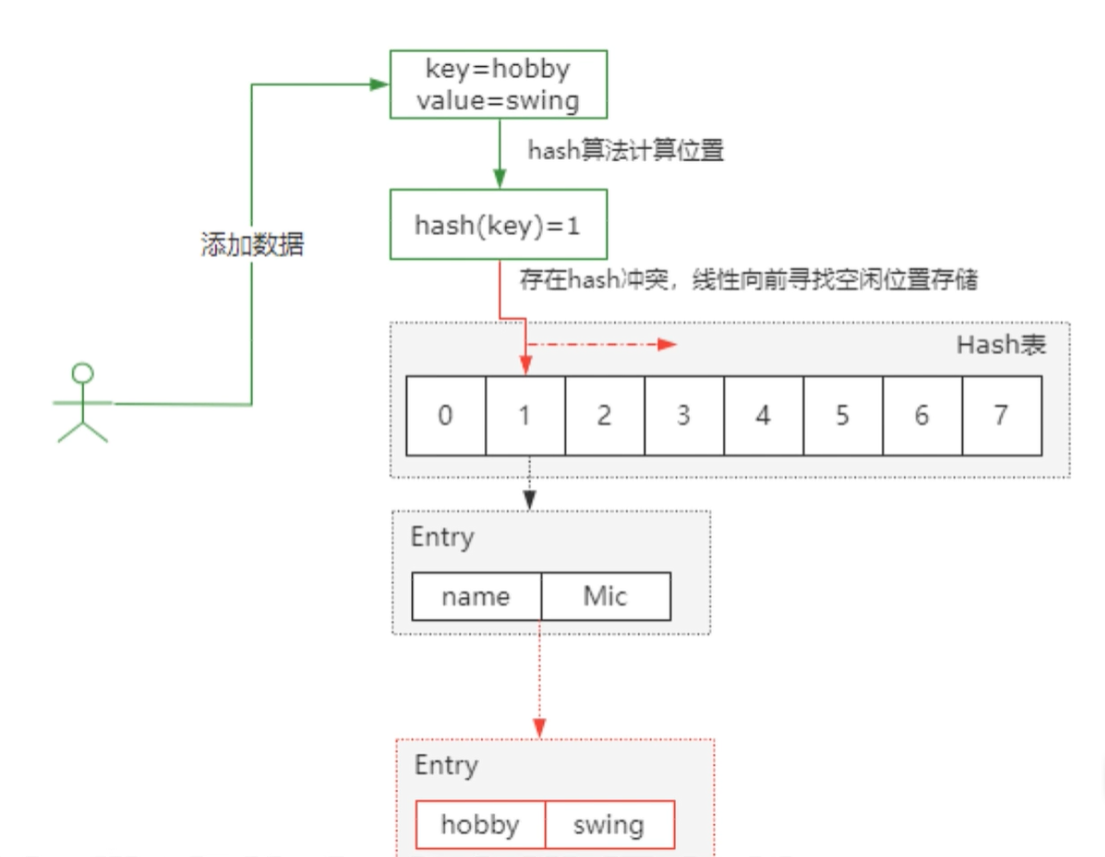 key=hobby
value=swing
hash算法计算位置
hash(key)=1
添加数据
存在hash冲突，线性向前寻找空闲位置存储
Hash表
0 1 2 3 4 5 6 7
Entry
name Mic
Entry
hobby swing